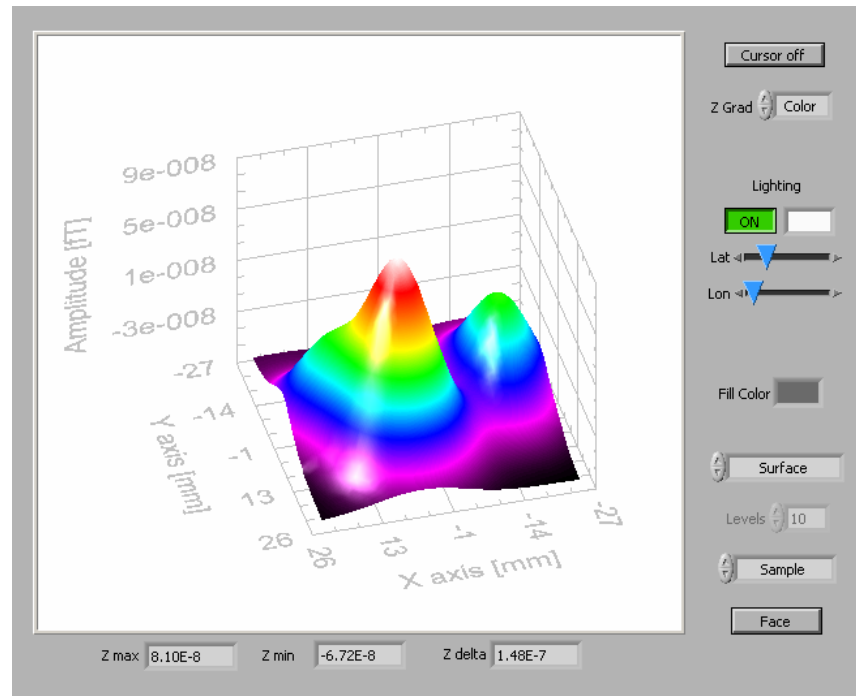 Cursor off
Z Grad Color
Lighting
ON
Lat
Lon
Fill Color
Surface
Levels 10
Sample
Face
9e-008
5e-008
1e-008
-3e-008
Amplitude [fT]
-27
-14
-1
13
26
Y axis [mm]
26
13
-1
-14
-27
X axis [mm]
Z max 8.10E-8 Z min -6.72E-8 Z delta 1.48E-7